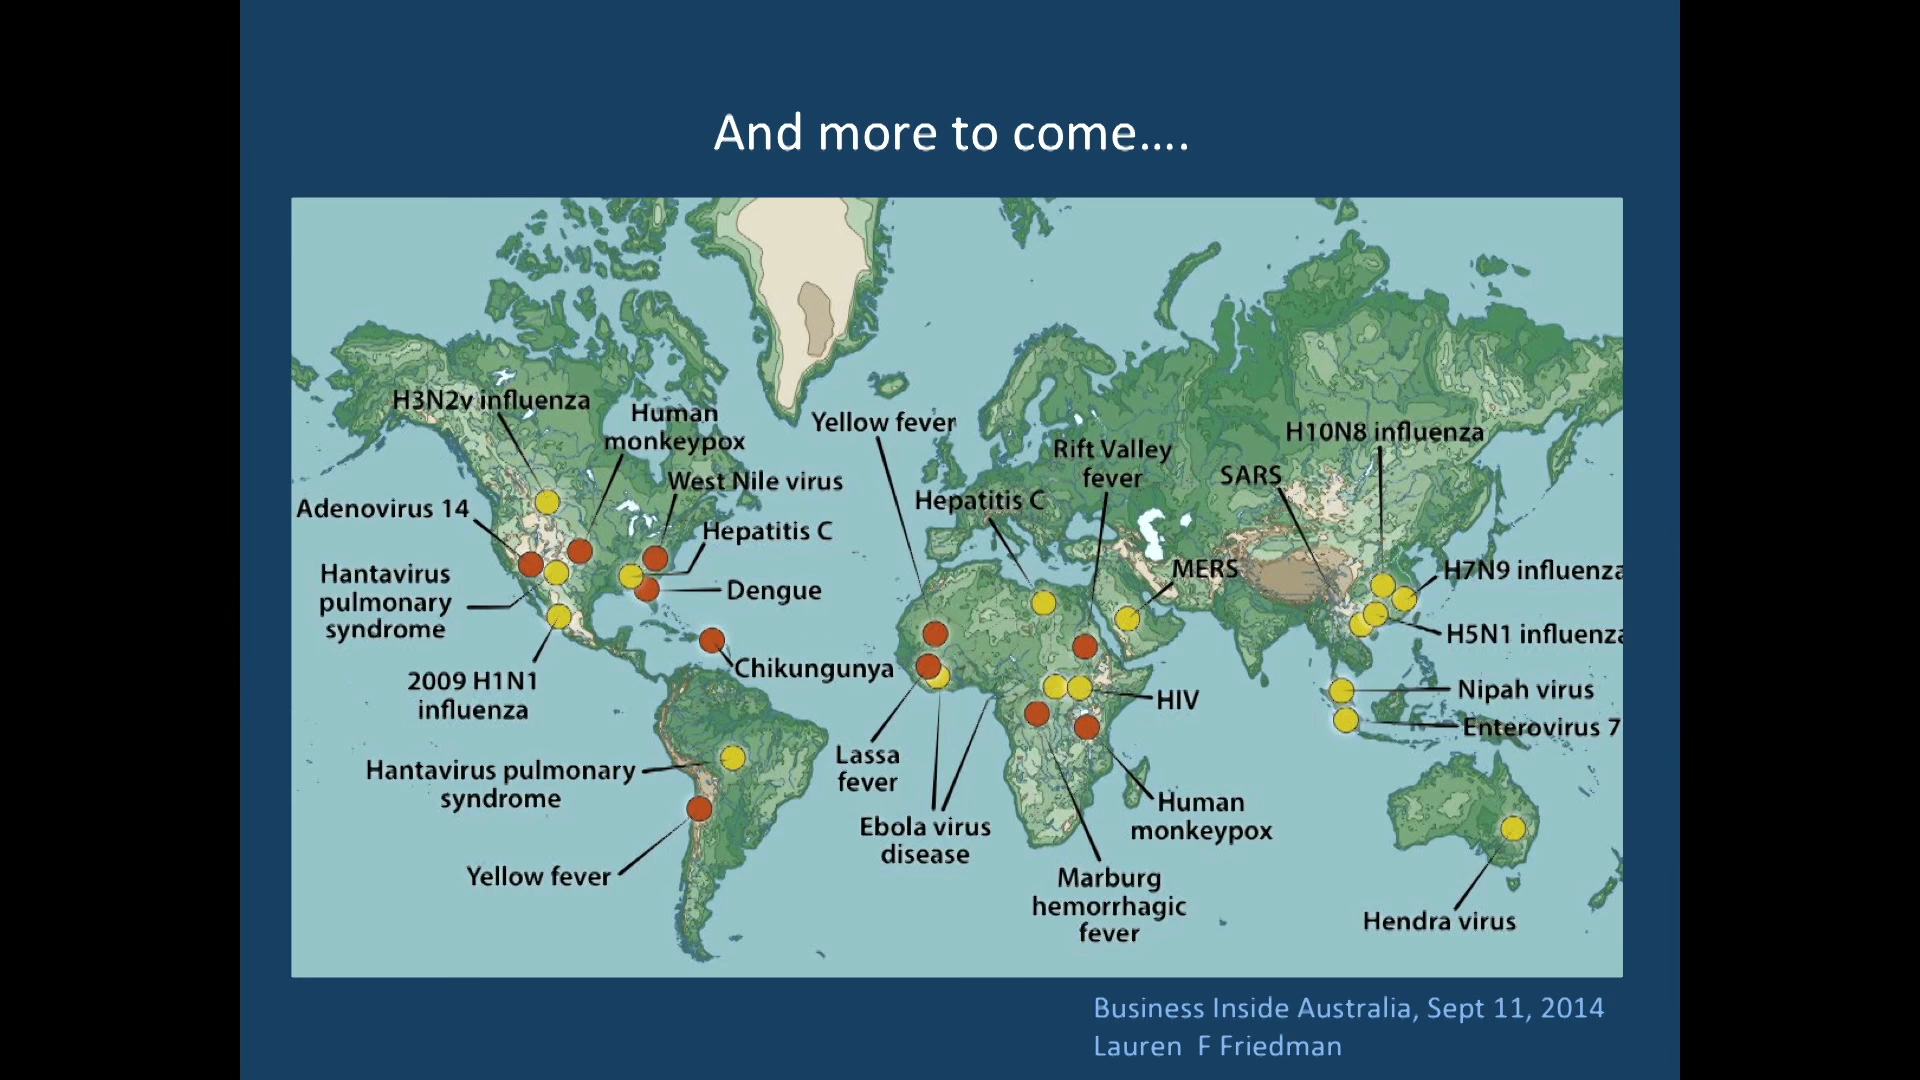 And more to come....
H3N2v influenza
Human
monkeypox
West Nile virus
Adenovirus 14
Hepatitis C
Hantavirus
pulmonary
syndrome
Dengue
2009 H1N1
influenza
Chikungunya
Hantavirus pulmonary
syndrome
Yellow fever
Yellow fever
Hepatitis C
Rift Valley
fever
MERS
HIV
Lassa
fever
Ebola virus
disease
Human
monkeypox
Marburg
hemorrhagic
fever
SARS
H10N8 influenza
H7N9 influenza
H5N1 influenza
Nipah virus
Enterovirus 7
Hendra virus
Business Inside Australia, Sept 11, 2014
Lauren F Friedman